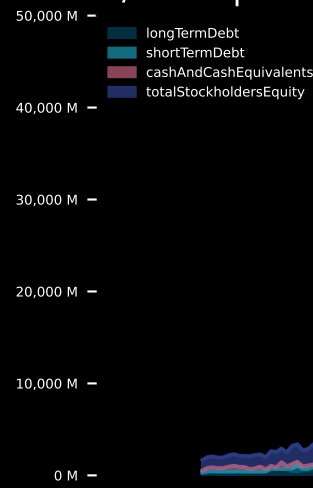 50,000 M
longTermDebt
shortTermDebt
cashAndCashEquivalents
totalStockholdersEquity
40,000 M
30,000 M
20,000 M
10,000 M
0 M